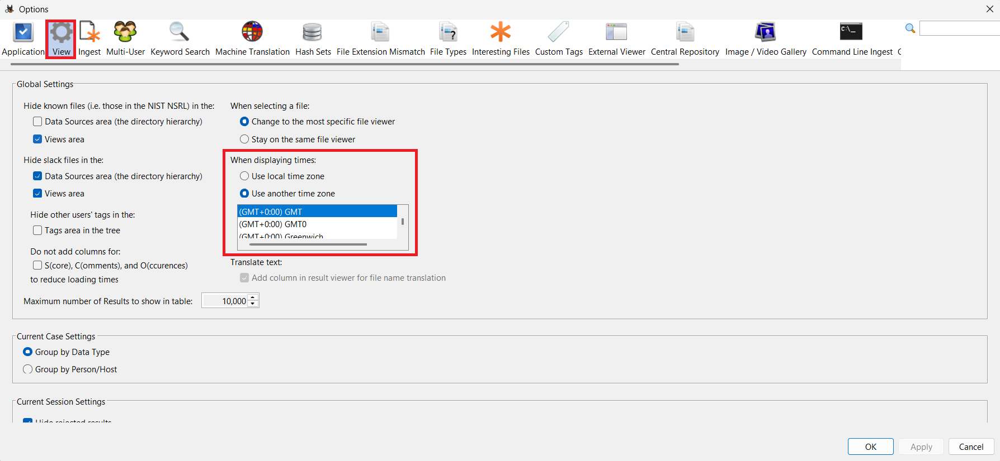 Options
Application View Ingest Multi-User Keyword Search Machine Translation Hash Sets File Extension Mismatch File Types Interesting Files Custom Tags External Viewer Central Repository Image / Video Gallery Command Line Ingest
C:\_
Global Settings
Hide known files (i.e. those in the NIST NSRL) in the:
Data Sources area (the directory hierarchy)
Views area
Hide slack files in the:
Data Sources area (the directory hierarchy)
Views area
Hide other users' tags in the:
Tags area in the tree
Do not add columns for:
S(core), C(omments), and O(ccurences)
to reduce loading times
Maximum number of Results to show in table: 10,000
When selecting a file:
Change to the most specific file viewer
Stay on the same file viewer
When displaying times:
Use local time zone
Use another time zone
(GMT+0:00) GMT
(GMT+0:00) GMT0
(GMT+0:00) Greenwich
Translate text:
Add column in result viewer for file name translation
Current Case Settings
Group by Data Type
Group by Person/Host
Current Session Settings
Hide rejected results
OK Apply Cancel